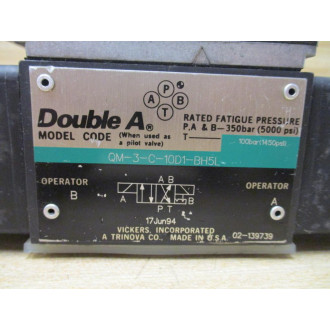 P
A B
T
Double A®
RATED FATIGUE PRESSURE
P,A & B—350bar (5000 psi)
T
100bar(1450psi)
MODEL CODE (When used as a pilot valve)
QM-3-C-10D1-BH5L
OPERATOR
B
A B
A B
P T
OPERATOR
A
17Jun94
VICKERS, INCORPORATED
A TRINOVA CO., MADE IN U.S.A. 02-139739